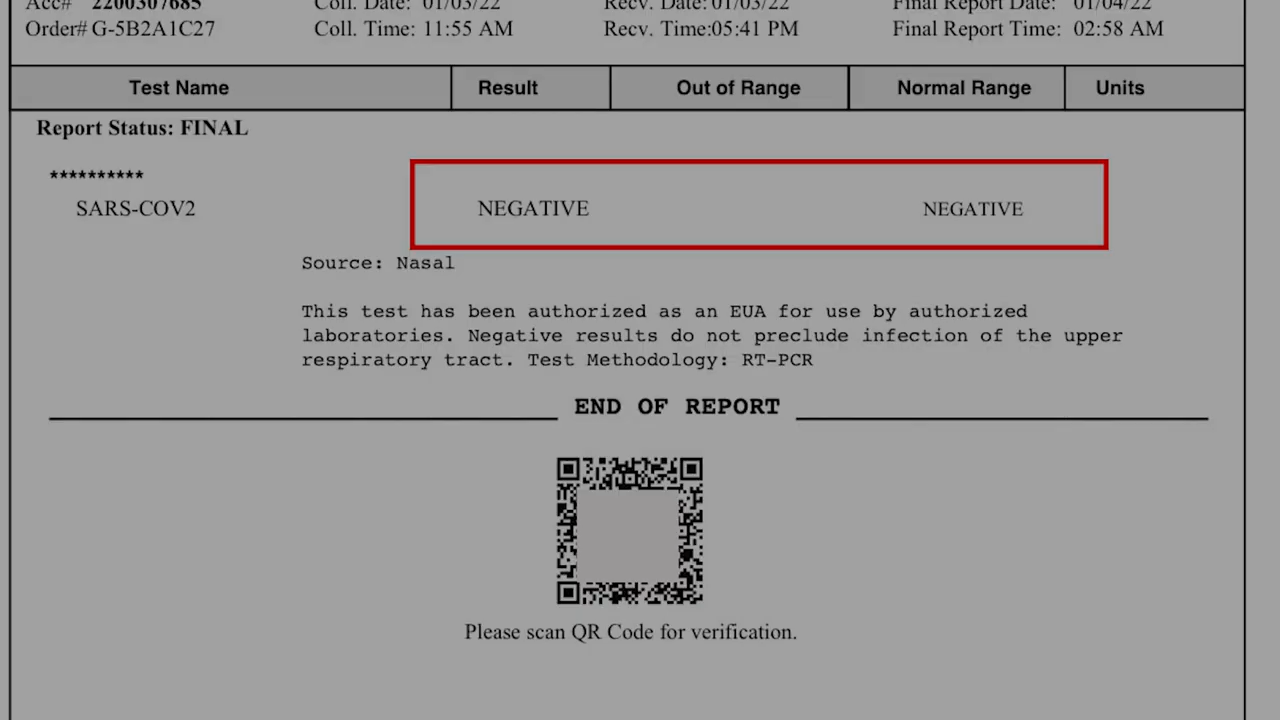 Acc# 2200307685 Coll. Date: 01/03/22 Recv. Date: 01/03/22 Final Report Date: 01/04/22
Order# G-5B2A1C27 Coll. Time: 11:55 AM Recv. Time:05:41 PM Final Report Time: 02:58 AM
Test Name Result Out of Range Normal Range Units
Report Status: FINAL
**********
SARS-COV2 NEGATIVE NEGATIVE
Source: Nasal
This test has been authorized as an EUA for use by authorized
laboratories. Negative results do not preclude infection of the upper
respiratory tract. Test Methodology: RT-PCR
END OF REPORT
Please scan QR Code for verification.